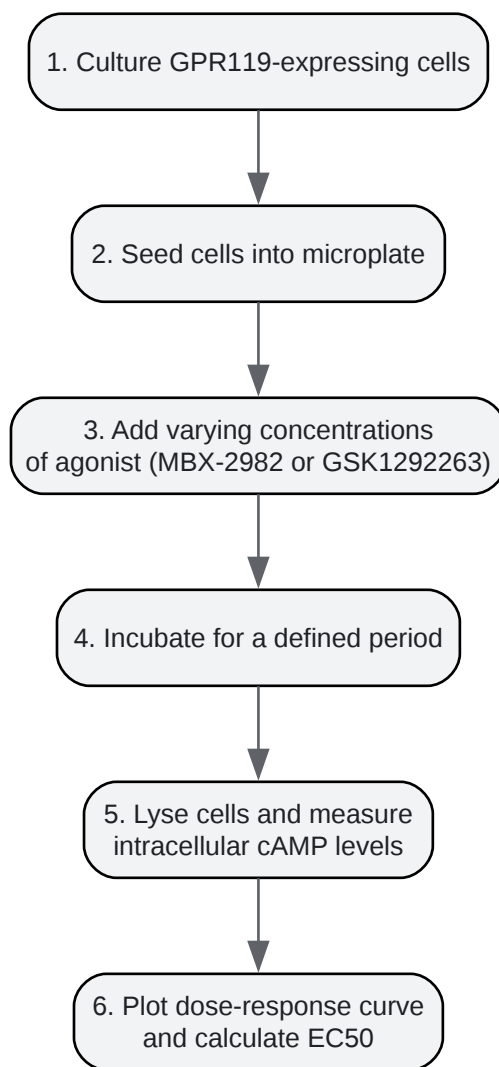 1. Culture GPR119-expressing cells
2. Seed cells into microplate
3. Add varying concentrations
of agonist (MBX-2982 or GSK1292263)
4. Incubate for a defined period
5. Lyse cells and measure
intracellular cAMP levels
6. Plot dose-response curve
and calculate EC50